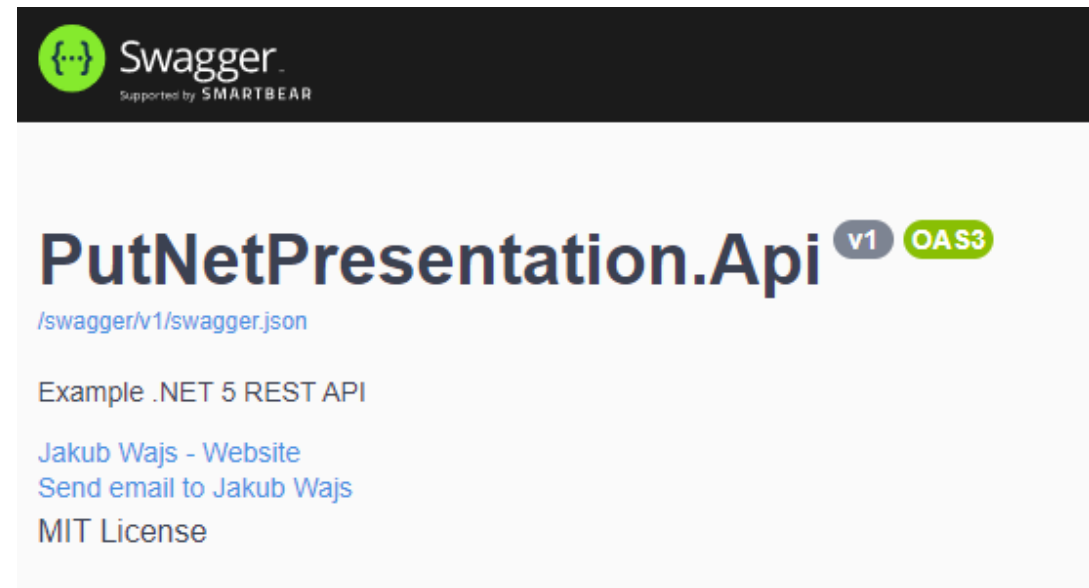 {···} Swagger™
Supported by SMARTBEAR
PutNetPresentation.Api v1 OAS3
/swagger/v1/swagger.json
Example .NET 5 REST API
Jakub Wajs - Website
Send email to Jakub Wajs
MIT License